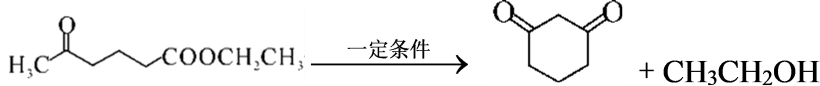 O
H₃C COOCH₂CH₃ 一定条件 O O + CH3CH2OH